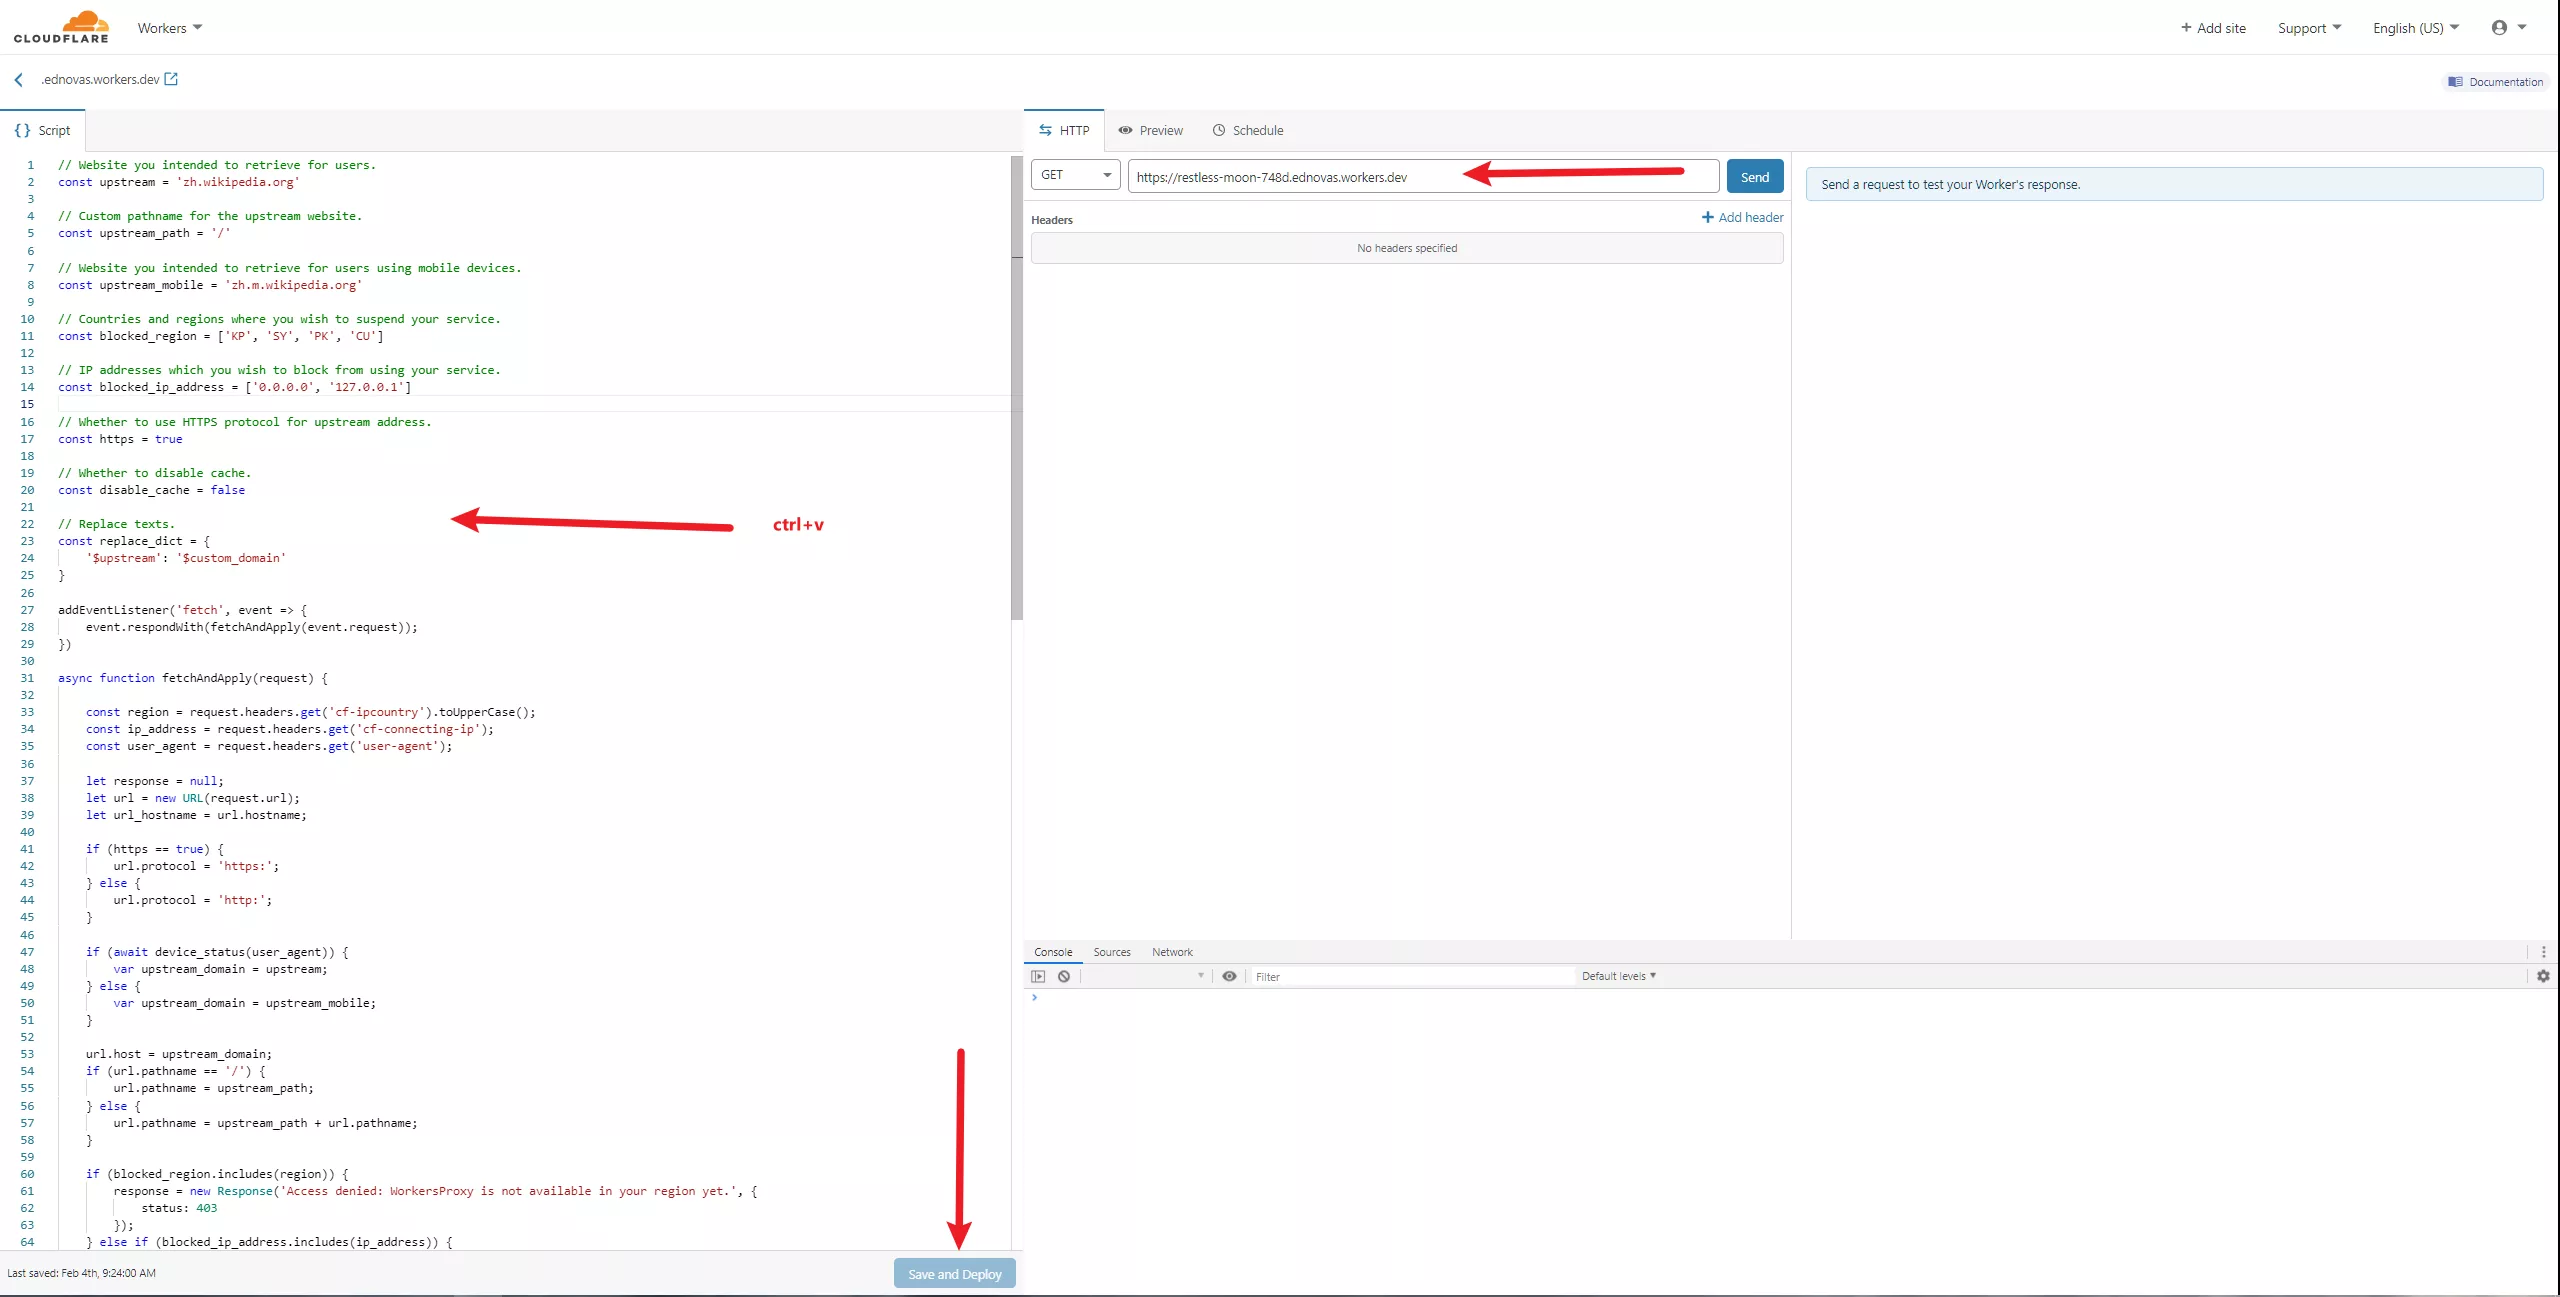 CLOUDFLARE
Workers
+ Add site
Support
English (US)
.ednovas.workers.dev
Documentation
{} Script
1 // Website you intended to retrieve for users.
2 const upstream = 'zh.wikipedia.org'
3
4 // Custom pathname for the upstream website.
5 const upstream_path = '/'
6
7 // Website you intended to retrieve for users using mobile devices.
8 const upstream_mobile = 'zh.m.wikipedia.org'
9
10 // Countries and regions where you wish to suspend your service.
11 const blocked_region = ['KP', 'SY', 'PK', 'CU']
12
13 // IP addresses which you wish to block from using your service.
14 const blocked_ip_address = ['0.0.0.0', '127.0.0.1']
15
16 // Whether to use HTTPS protocol for upstream address.
17 const https = true
18
19 // Whether to disable cache.
20 const disable_cache = false
21
22 // Replace texts.
23 const replace_dict = {
24 '$upstream': '$custom_domain'
25 }
26
27 addEventListener('fetch', event => {
28 event.respondWith(fetchAndApply(event.request));
29 })
30
31 async function fetchAndApply(request) {
32
33 const region = request.headers.get('cf-ipcountry').toUpperCase();
34 const ip_address = request.headers.get('cf-connecting-ip');
35 const user_agent = request.headers.get('user-agent');
36
37 let response = null;
38 let url = new URL(request.url);
39 let url_hostname = url.hostname;
40
41 if (https == true) {
42 url.protocol = 'https:';
43 } else {
44 url.protocol = 'http:';
45 }
46
47 if (await device_status(user_agent)) {
48 var upstream_domain = upstream;
49 } else {
50 var upstream_domain = upstream_mobile;
51 }
52
53 url.host = upstream_domain;
54 if (url.pathname == '/') {
55 url.pathname = upstream_path;
56 } else {
57 url.pathname = upstream_path + url.pathname;
58 }
59
60 if (blocked_region.includes(region)) {
61 response = new Response('Access denied: WorkersProxy is not available in your region yet.', {
62 status: 403
63 });
64 } else if (blocked_ip_address.includes(ip_address)) {
ctrl+v
Last saved: Feb 4th, 9:24:00 AM
Save and Deploy
HTTP
Preview
Schedule
GET
https://restless-moon-748d.ednovas.workers.dev
Send
Headers
+ Add header
No headers specified
Send a request to test your Worker's response.
Console
Sources
Network
Filter
Default levels